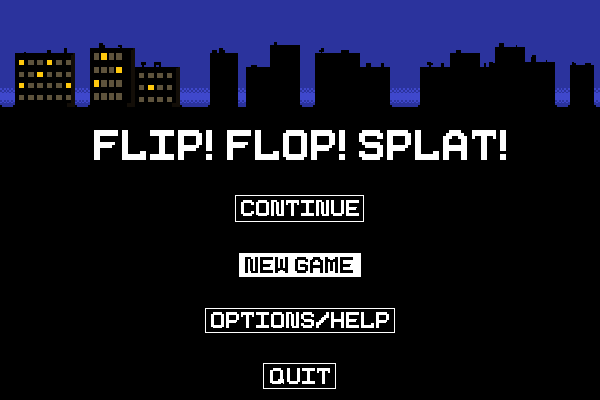 FLIP! FLOP! SPLAT!
CONTINUE
NEW GAME
OPTIONS/HELP
QUIT